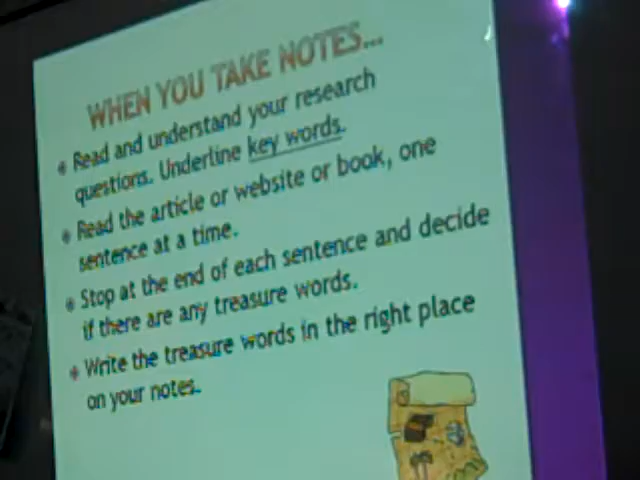 WHEN YOU TAKE NOTES...
Read and understand your research
questions. Underline key words.
Read the article or website or book, one
sentence at a time.
Stop at the end of each sentence and decide
if there are any treasure words.
Write the treasure words in the right place
on your notes.